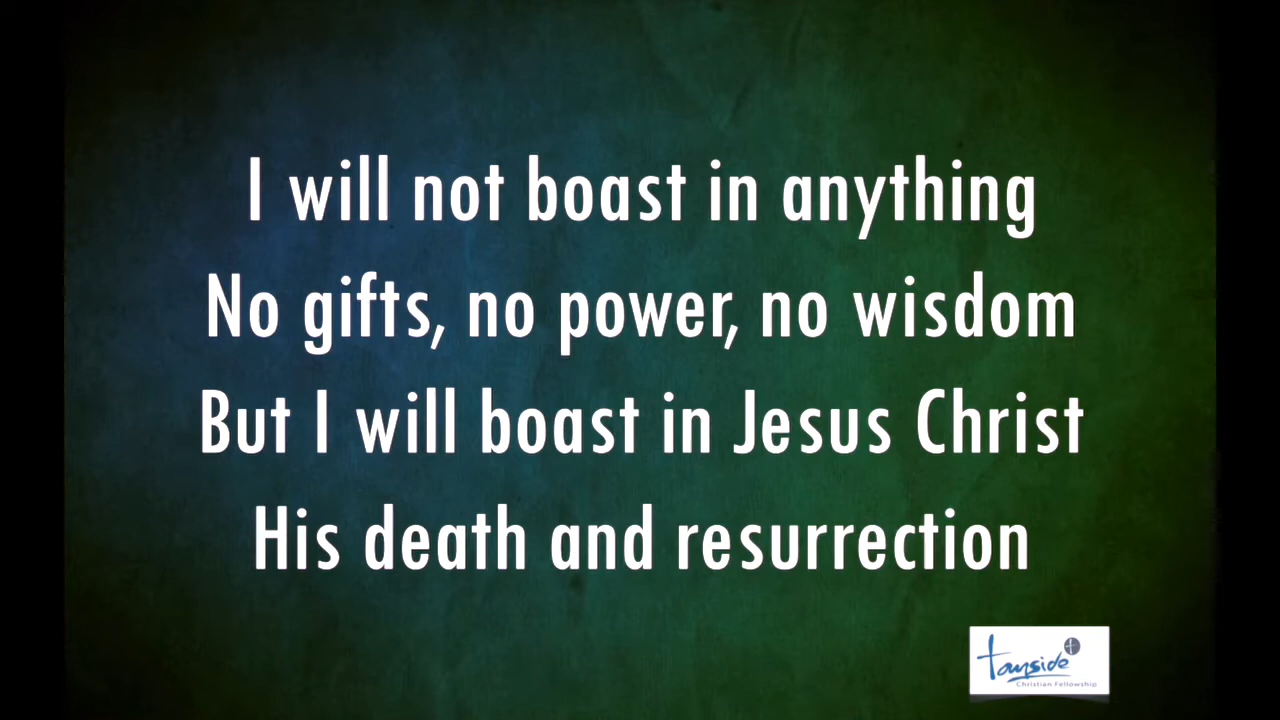 I will not boast in anything
No gifts, no power, no wisdom
But I will boast in Jesus Christ
His death and resurrection
tayside
Christian Fellowship